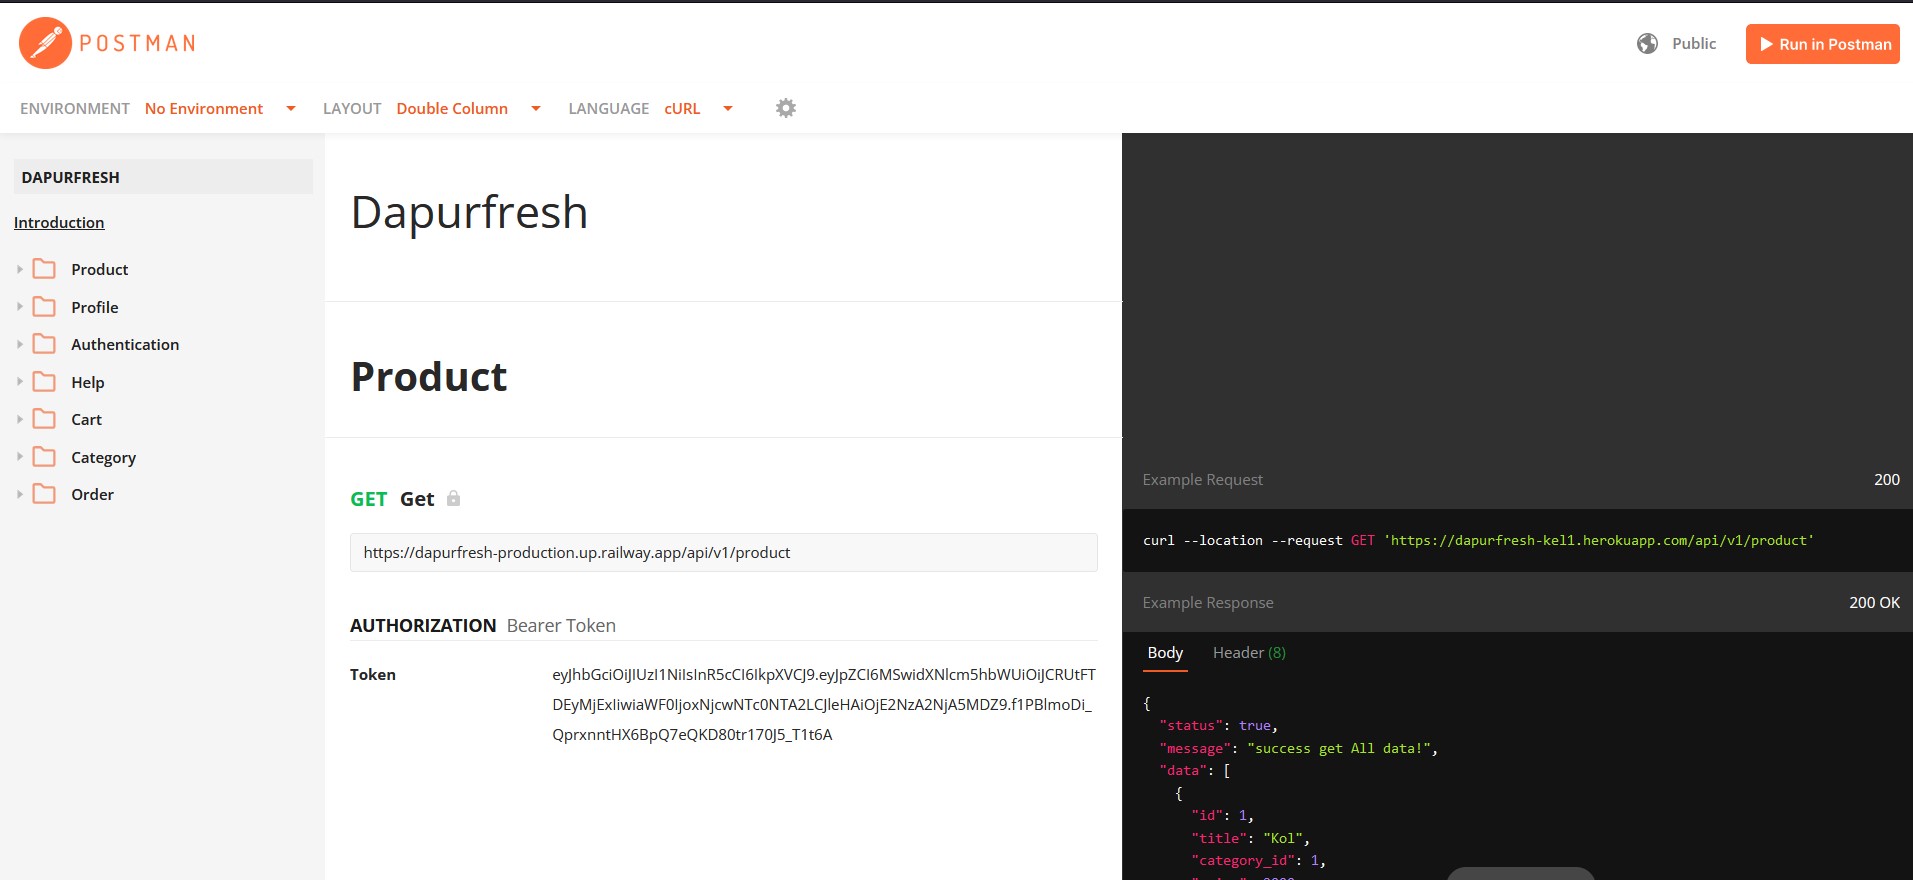 POSTMAN
Public
Run in Postman
ENVIRONMENT No Environment LAYOUT Double Column LANGUAGE cURL
DAPURFRESH
Introduction
Product
Profile
Authentication
Help
Cart
Category
Order
Dapurfresh
Product
GET Get
https://dapurfresh-production.up.railway.app/api/v1/product
AUTHORIZATION Bearer Token
Token
eyJhbGciOiJIUzI1NiIsInR5cCI6IkpXVCJ9.eyJpZCI6MSwidXNlcm5hbWUiOiJCRUtFT
DEyMjExIiwiaWF0IjoxNjcwNTc0NTA2LCJleHAiOjE2NzA2NjA5MDZ9.f1PBlmoDi_
QprxnntHX6BpQ7eQKD80tr170J5_T1t6A
Example Request
200
curl --location --request GET 'https://dapurfresh-kel1.herokuapp.com/api/v1/product'
Example Response
200 OK
Body Header (8)
{
"status": true,
"message": "success get All data!",
"data": [
{
"id": 1,
"title": "Kol",
"category_id": 1,